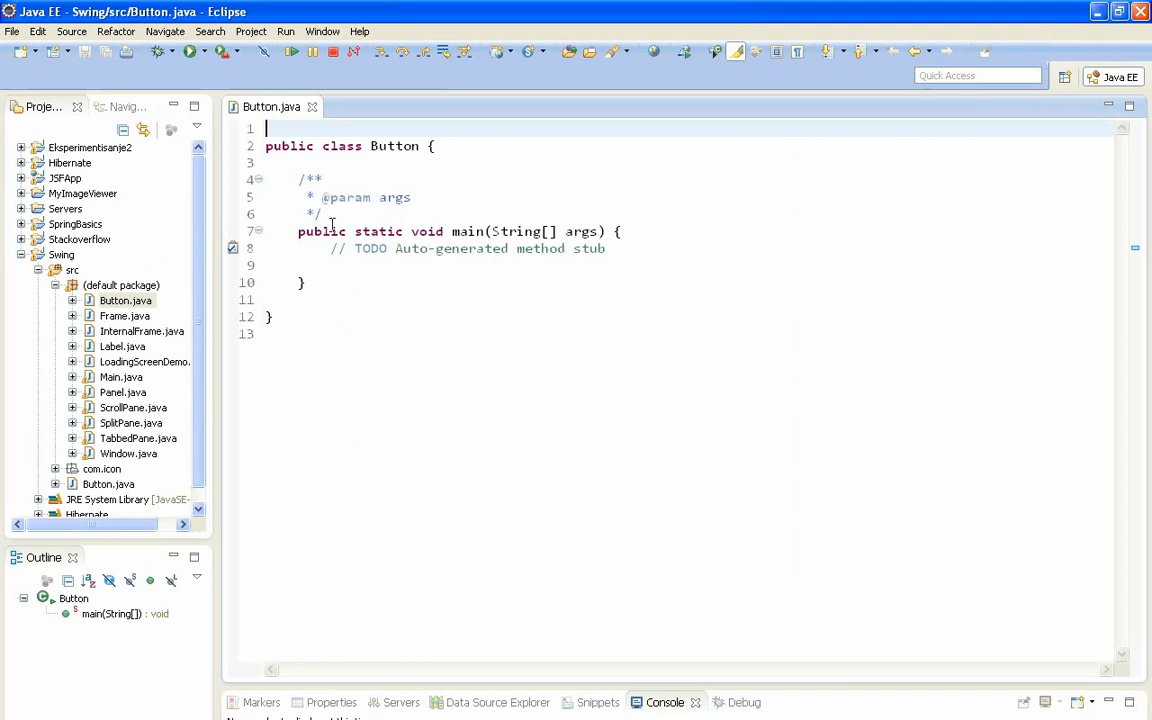 Java EE - Swing/src/Button.java - Eclipse
File Edit Source Refactor Navigate Search Project Run Window Help
Quick Access
Java EE
Proje...
Navig...
Button.java
Eksperimentisanje2
Hibernate
JSFApp
MyImageViewer
Servers
SpringBasics
Stackoverflow
Swing
src
(default package)
Button.java
Frame.java
InternalFrame.java
Label.java
LoadingScreenDemo.
Main.java
Panel.java
ScrollPane.java
SplitPane.java
TabbedPane.java
Window.java
com.icon
Button.java
JRE System Library [JavaSE-
Hibernate
1
2 public class Button {
3
4 /**
5 * @param args
6 */
7 public static void main(String[] args) {
8 // TODO Auto-generated method stub
9
10 }
11
12 }
13
Outline
Button
main(String[]) : void
Markers
Properties
Servers
Data Source Explorer
Snippets
Console
Debug